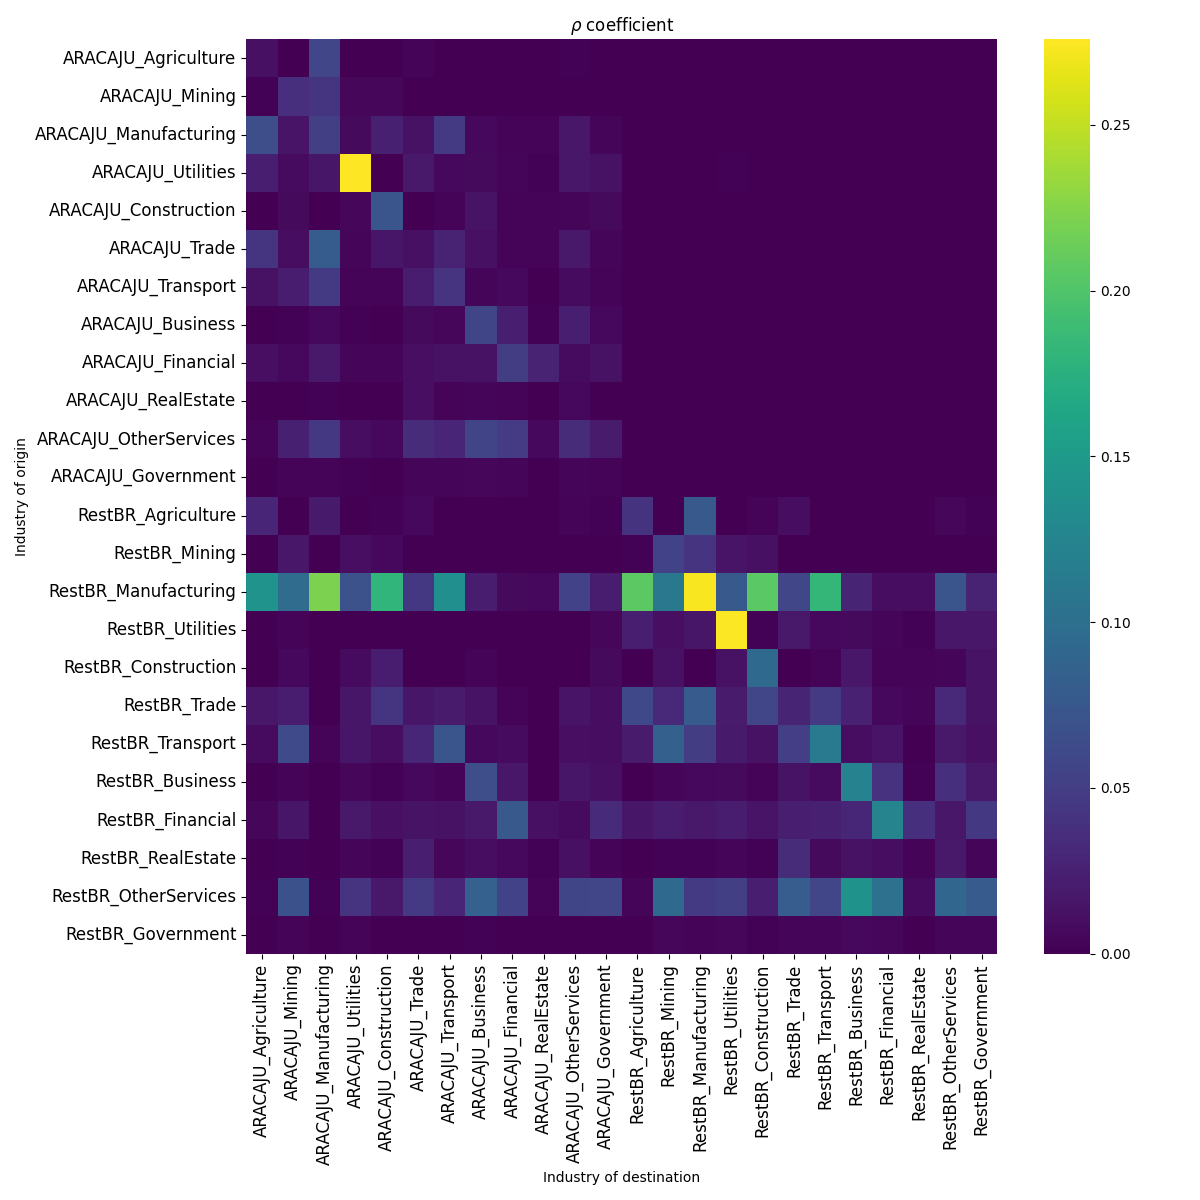 ρ coefficient
ARACAJU_Agriculture
ARACAJU_Mining
ARACAJU_Manufacturing
ARACAJU_Utilities
ARACAJU_Construction
ARACAJU_Trade
ARACAJU_Transport
ARACAJU_Business
ARACAJU_Financial
ARACAJU_RealEstate
ARACAJU_OtherServices
ARACAJU_Government
RestBR_Agriculture
RestBR_Mining
RestBR_Manufacturing
RestBR_Utilities
RestBR_Construction
RestBR_Trade
RestBR_Transport
RestBR_Business
RestBR_Financial
RestBR_RealEstate
RestBR_OtherServices
RestBR_Government
Industry of origin
ARACAJU_Agriculture
ARACAJU_Mining
ARACAJU_Manufacturing
ARACAJU_Utilities
ARACAJU_Construction
ARACAJU_Trade
ARACAJU_Transport
ARACAJU_Business
ARACAJU_Financial
ARACAJU_RealEstate
ARACAJU_OtherServices
ARACAJU_Government
RestBR_Agriculture
RestBR_Mining
RestBR_Manufacturing
RestBR_Utilities
RestBR_Construction
RestBR_Trade
RestBR_Transport
RestBR_Business
RestBR_Financial
RestBR_RealEstate
RestBR_OtherServices
RestBR_Government
Industry of destination
0.25
0.20
0.15
0.10
0.05
0.00